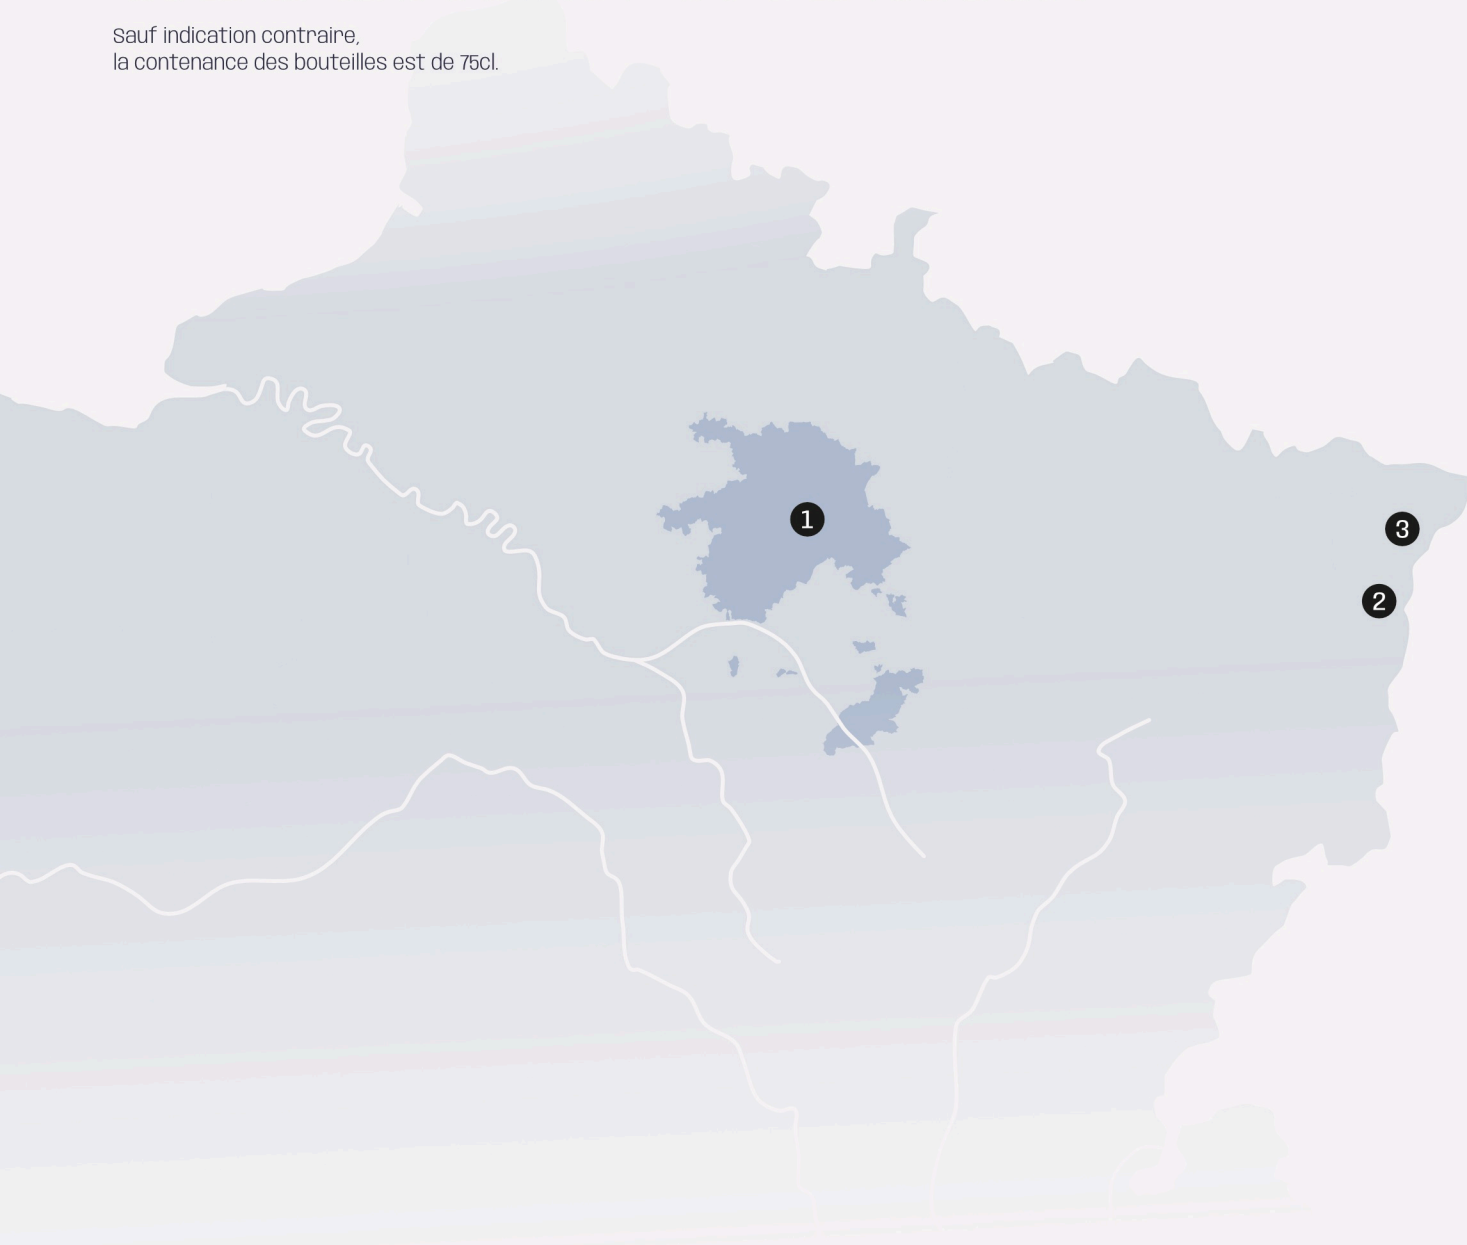 Sauf indication contraire,
la contenance des bouteilles est de 75cl.
1
3
2